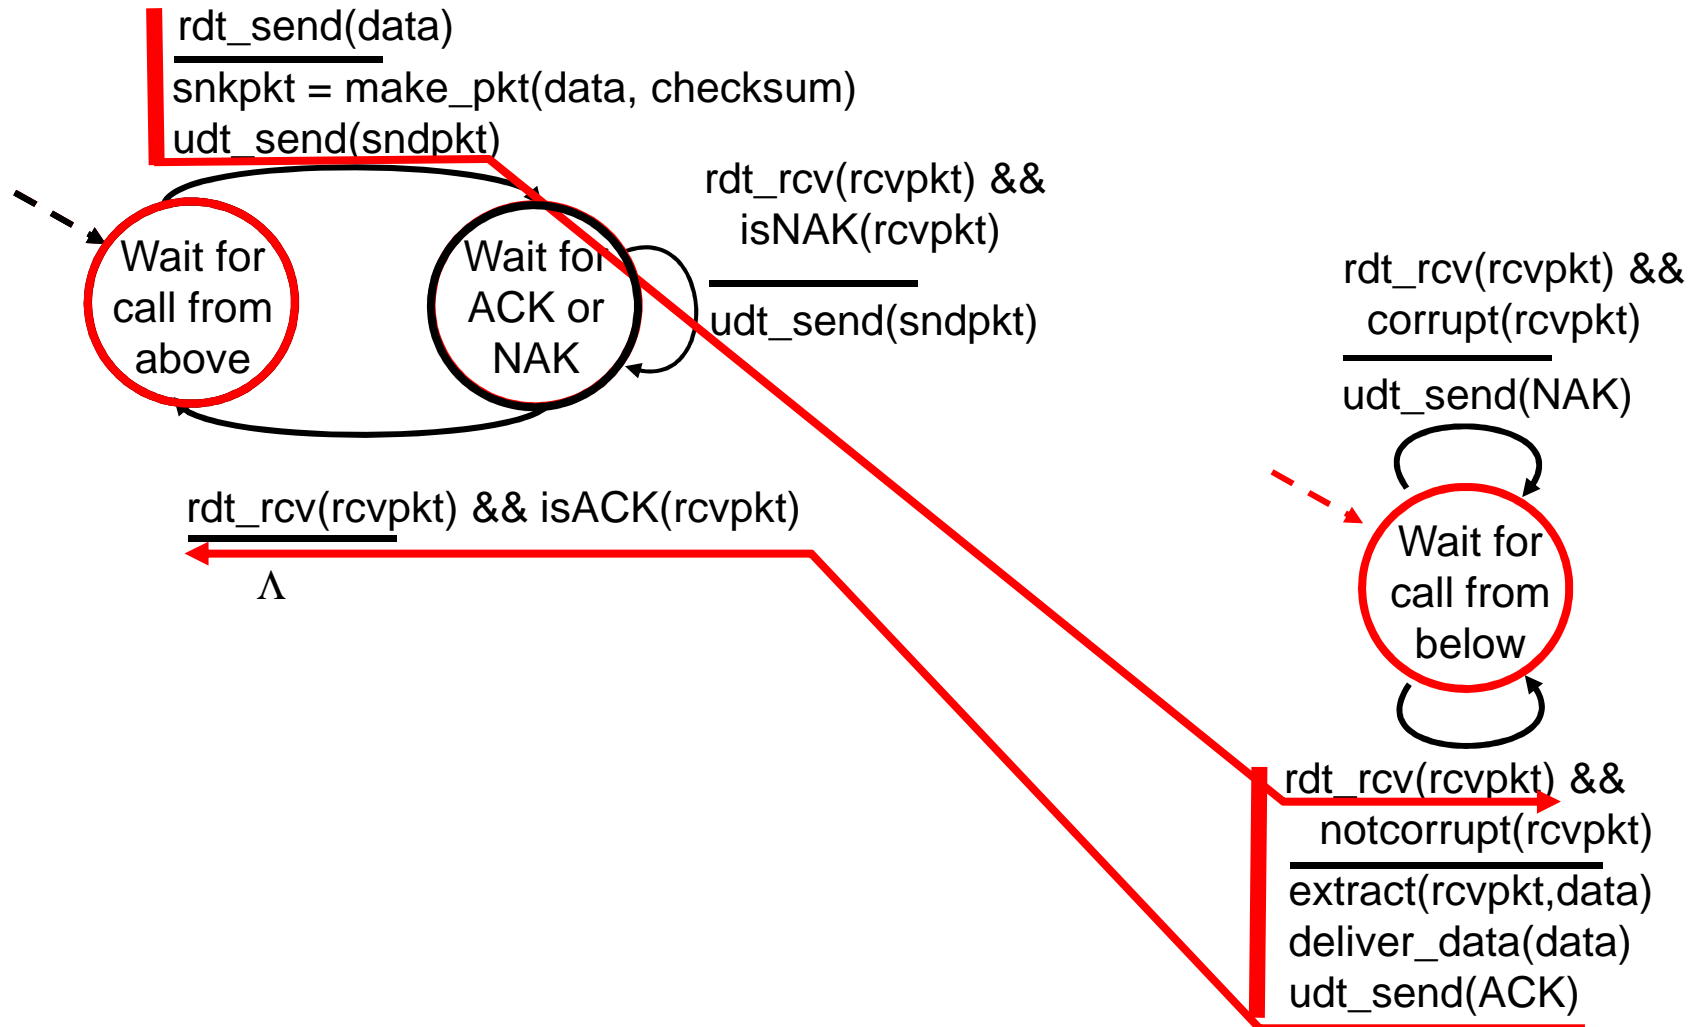 rdt_send(data)
snkpkt = make_pkt(data, checksum)
udt_send(sndpkt)
rdt_rcv(rcvpkt) &&
isNAK(rcvpkt)
udt_send(sndpkt)
Wait for
call from
above
Wait for
ACK or
NAK
rdt_rcv(rcvpkt) && isACK(rcvpkt)
Λ
rdt_rcv(rcvpkt) &&
corrupt(rcvpkt)
udt_send(NAK)
Wait for
call from
below
rdt_rcv(rcvpkt) &&
notcorrupt(rcvpkt)
extract(rcvpkt,data)
deliver_data(data)
udt_send(ACK)